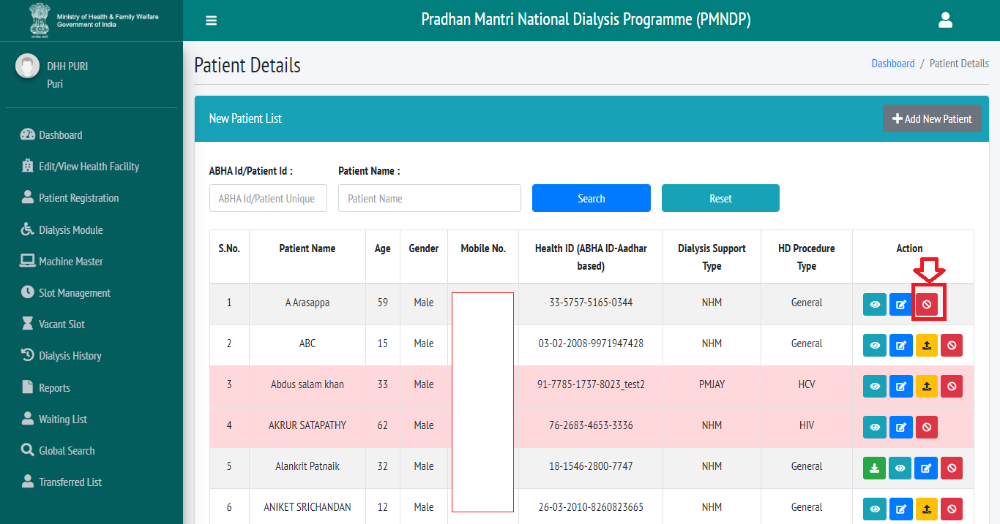 Ministry of Health & Family Welfare
Government of India
Pradhan Mantri National Dialysis Programme (PMNDP)
DHH PURI
Puri
Dashboard
Edit/View Health Facility
Patient Registration
Dialysis Module
Machine Master
Slot Management
Vacant Slot
Dialysis History
Reports
Waiting List
Global Search
Transferred List
Patient Details
Dashboard / Patient Details
New Patient List
Add New Patient
ABHA Id/Patient Id : Patient Name :
ABHA Id/Patient Unique Patient Name Search Reset
S.No. Patient Name Age Gender Mobile No. Health ID (ABHA ID-Aadhar based) Dialysis Support Type HD Procedure Type Action
1 A Arasappa 59 Male 33-5757-5165-0344 NHM General
2 ABC 15 Male 03-02-2008-9971947428 NHM General
3 Abdus salam khan 33 Male 91-7785-1737-8023_test2 PMJAY HCV
4 AKRUR SATAPATHY 62 Male 76-2683-4653-3336 NHM HIV
5 Alankrit Patnaik 32 Male 18-1546-2800-7747 NHM General
6 ANIKET SRICHANDAN 12 Male 26-03-2010-8260823665 NHM General